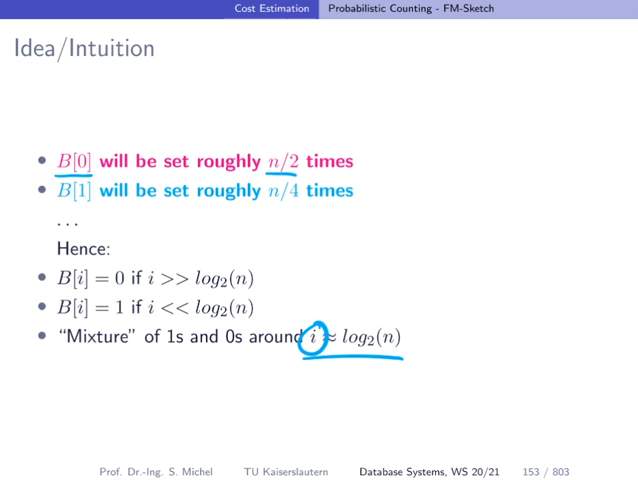 Cost Estimation Probabilistic Counting - FM-Sketch
Idea/Intuition
• B[0] will be set roughly n/2 times
• B[1] will be set roughly n/4 times
...
Hence:
• B[i] = 0 if i >> log₂(n)
• B[i] = 1 if i << log₂(n)
• “Mixture” of 1s and 0s around i ≈ log₂(n)
Prof. Dr.-Ing. S. Michel TU Kaiserslautern Database Systems, WS 20/21 153 / 803